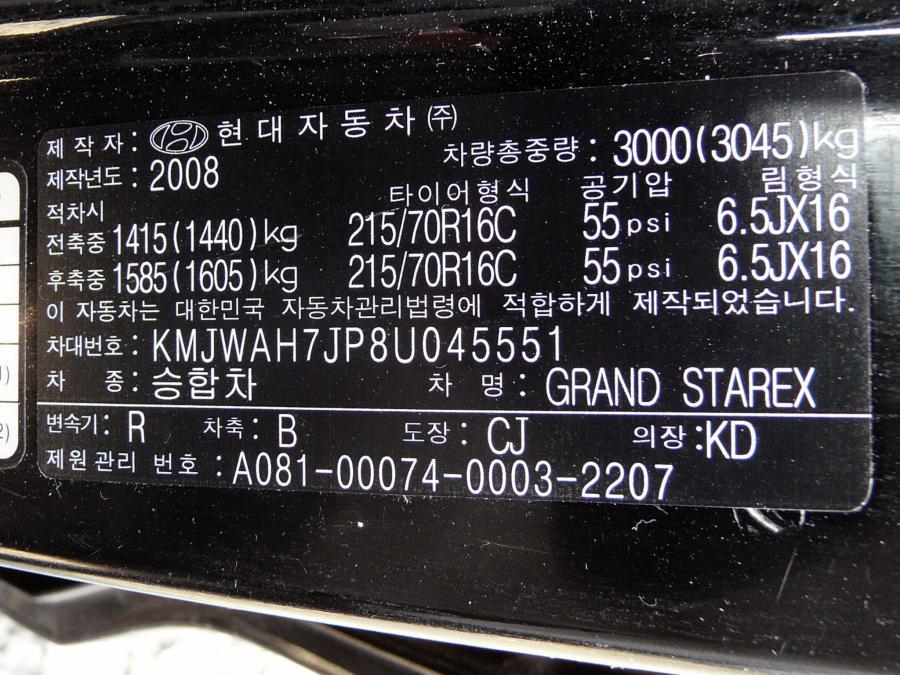 제작자: 현대자동차㈜
차량총중량: 3000(3045)kg
제작년도: 2008
타이어형식 공기압 림형식
적차시
전축중 1415(1440)kg 215/70R16C 55psi 6.5JX16
후축중 1585(1605)kg 215/70R16C 55psi 6.5JX16
이 자동차는 대한민국 자동차관리법령에 적합하게 제작되었습니다.
차대번호: KMJWAH7JP8U045551
차 종: 승합차 차 명: GRAND STAREX
변속기: R 차축: B 도장: CJ 의장:KD
제원관리 번호: A081-00074-0003-2207